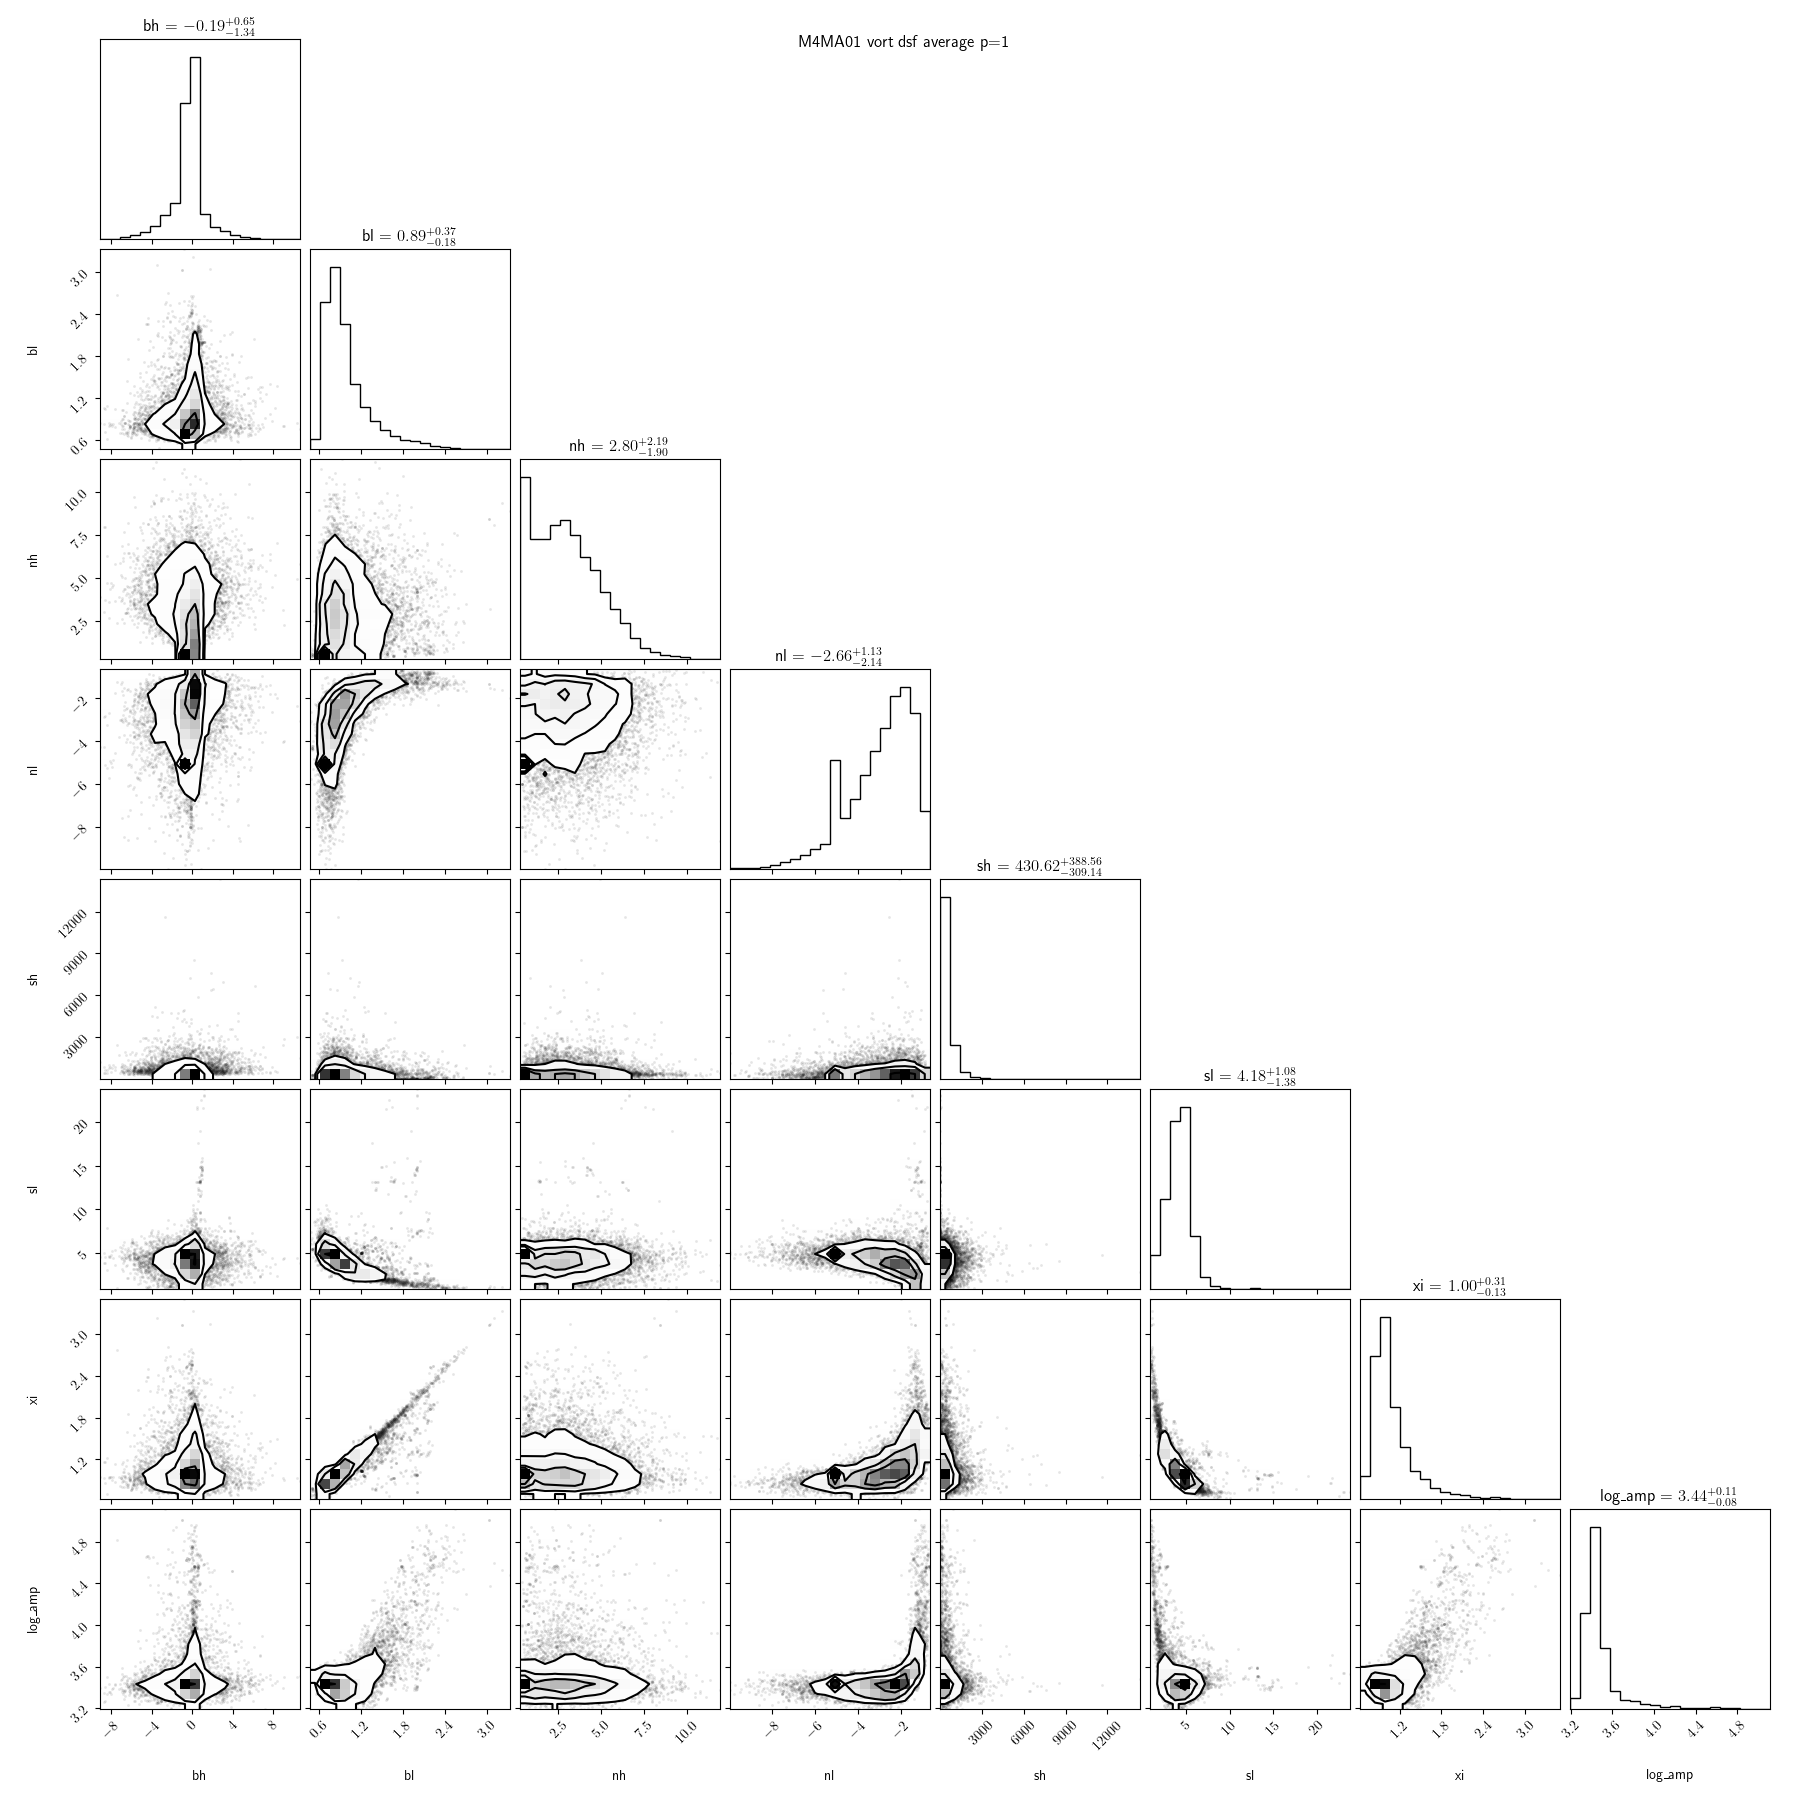 M4MA01 vort dsf average p=1
bh = −0.19+0.65−1.34
bl = 0.89+0.37−0.18
3.0
2.4
1.8
1.2
0.6
bl
nh = 2.80+2.19−1.90
10.0
7.5
5.0
2.5
nh
nl = −2.66+1.13−2.14
−2
−4
−6
−8
nl
sh = 430.62+388.56−309.14
12000
9000
6000
3000
sh
sl = 4.18+1.08−1.38
20
15
10
5
sl
xi = 1.00+0.31−0.13
3.0
2.4
1.8
1.2
xi
log_amp = 3.44+0.11−0.08
4.8
4.4
4.0
3.6
3.2
log_amp
−8 −4 0 4 8 0.6 1.2 1.8 2.4 3.0 2.5 5.0 7.5 10.0 −8 −6 −4 −2 3000 6000 9000 12000 5 10 15 20 1.2 1.8 2.4 3.0 3.2 3.6 4.0 4.4 4.8
bh bl nh nl sh sl xi log_amp